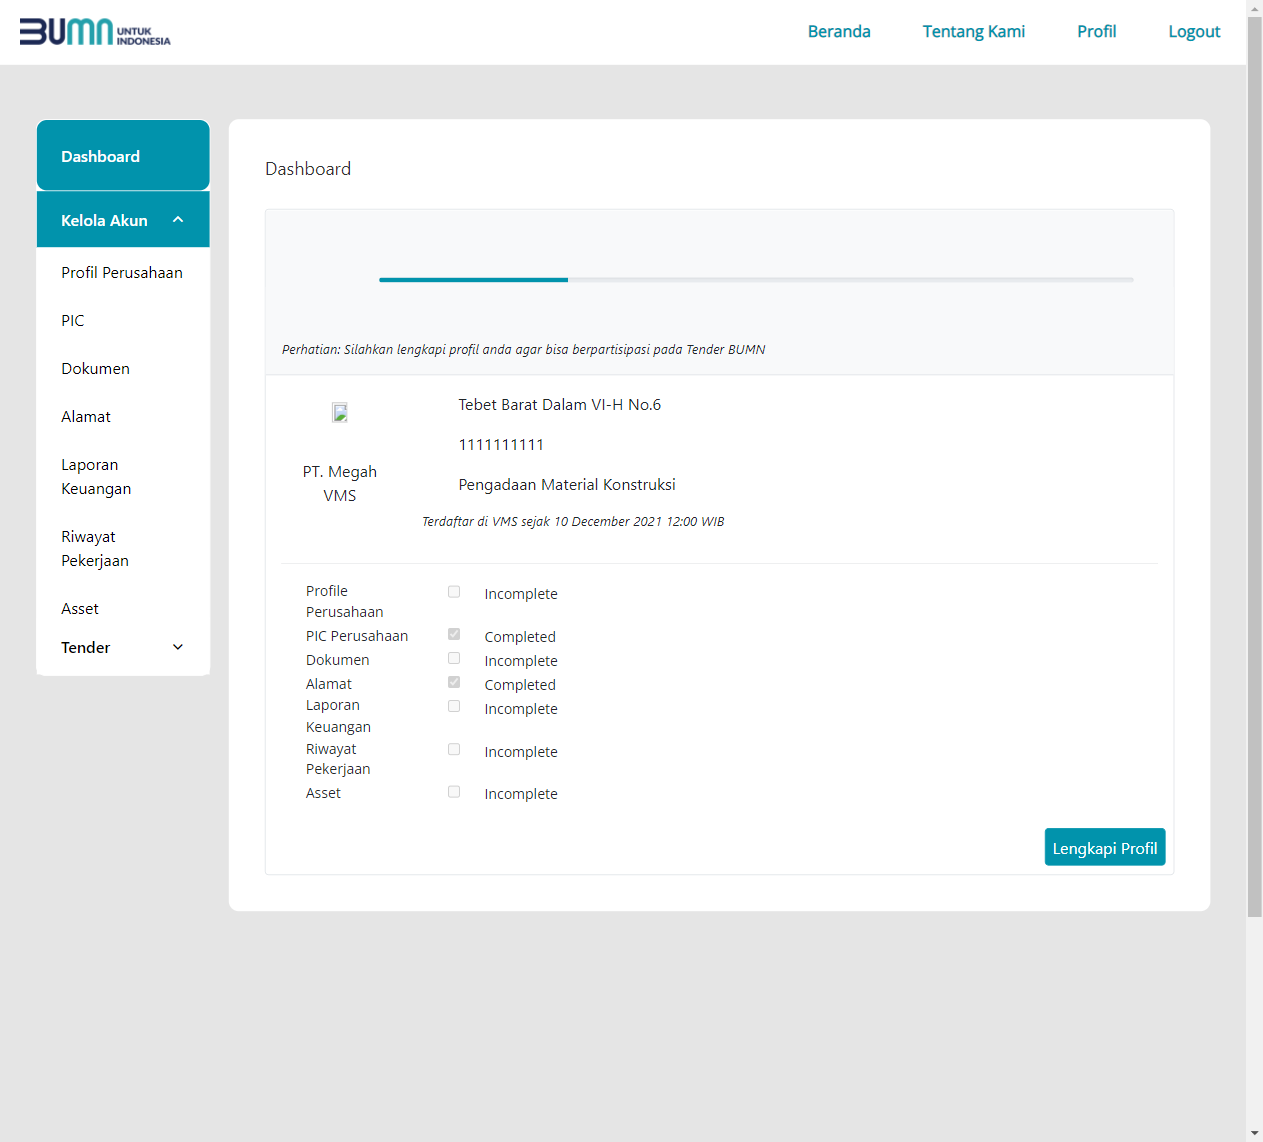 BUMN UNTUK INDONESIA
Beranda
Tentang Kami
Profil
Logout
Dashboard
Kelola Akun
Profil Perusahaan
PIC
Dokumen
Alamat
Laporan
Keuangan
Riwayat
Pekerjaan
Asset
Tender
Dashboard
Perhatian: Silahkan lengkapi profil anda agar bisa berpartisipasi pada Tender BUMN
PT. Megah
VMS
Tebet Barat Dalam VI-H No.6
1111111111
Pengadaan Material Konstruksi
Terdaftar di VMS sejak 10 December 2021 12:00 WIB
Profile
Perusahaan
Incomplete
PIC Perusahaan
Completed
Dokumen
Incomplete
Alamat
Completed
Laporan
Keuangan
Incomplete
Riwayat
Pekerjaan
Incomplete
Asset
Incomplete
Lengkapi Profil